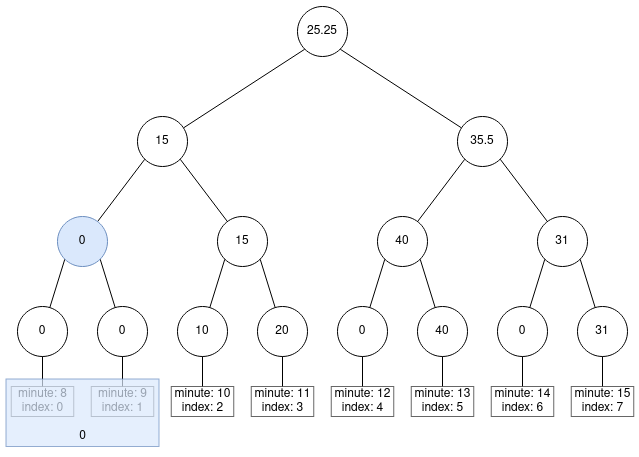 25.25
15
35.5
0
15
40
31
0
0
10
20
0
40
0
31
minute: 8
index: 0
minute: 9
index: 1
minute: 10
index: 2
minute: 11
index: 3
minute: 12
index: 4
minute: 13
index: 5
minute: 14
index: 6
minute: 15
index: 7
0